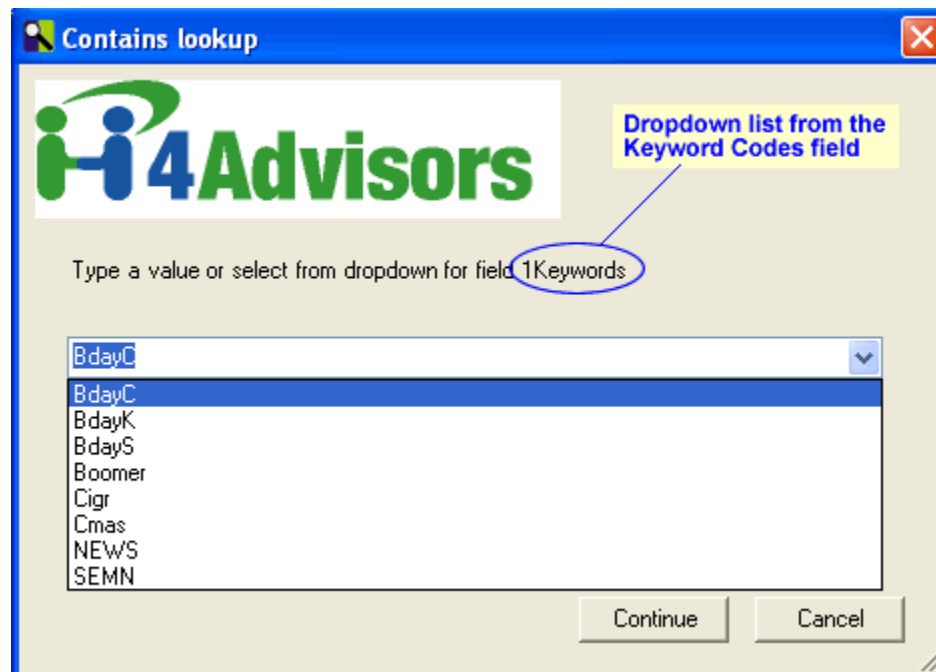 Contains lookup
4Advisors
Dropdown list from the
Keyword Codes field
Type a value or select from dropdown for field 1Keywords
BdayC
BdayC
BdayK
BdayS
Boomer
Cigr
Cmas
NEWS
SEMN
Continue
Cancel